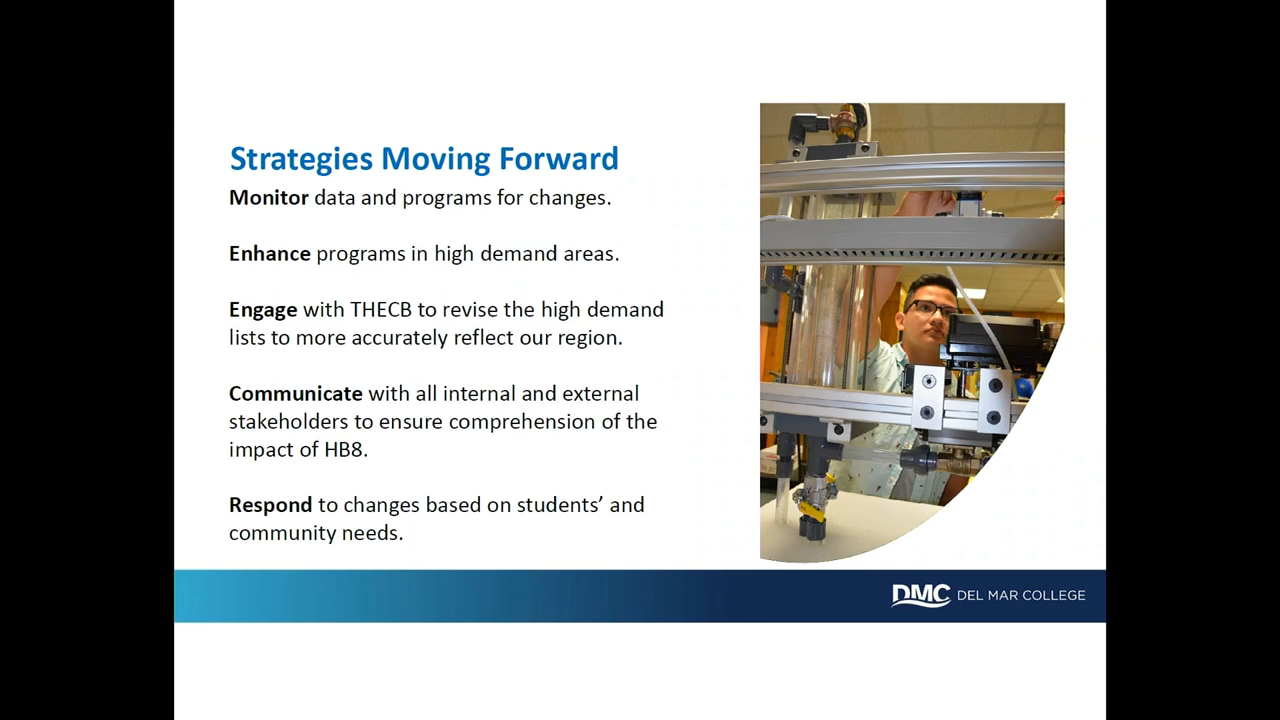 Strategies Moving Forward
Monitor data and programs for changes.
Enhance programs in high demand areas.
Engage with THECB to revise the high demand
lists to more accurately reflect our region.
Communicate with all internal and external
stakeholders to ensure comprehension of the
impact of HB8.
Respond to changes based on students’ and
community needs.
DMC DEL MAR COLLEGE